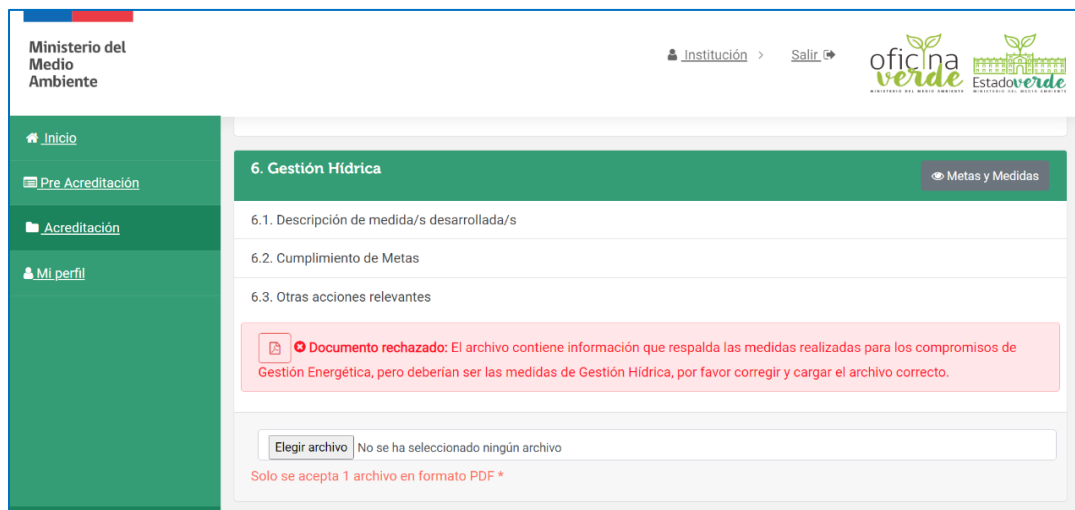 Ministerio del
Medio
Ambiente
Institución >
Salir
oficina
verde
MINISTERIO DEL MEDIO AMBIENTE
Estadoverde
MINISTERIO DEL MEDIO AMBIENTE
Inicio
Pre Acreditación
Acreditación
Mi perfil
6. Gestión Hídrica
Metas y Medidas
6.1. Descripción de medida/s desarrollada/s
6.2. Cumplimiento de Metas
6.3. Otras acciones relevantes
Documento rechazado: El archivo contiene información que respalda las medidas realizadas para los compromisos de
Gestión Energética, pero deberían ser las medidas de Gestión Hídrica, por favor corregir y cargar el archivo correcto.
Elegir archivo No se ha seleccionado ningún archivo
Solo se acepta 1 archivo en formato PDF *